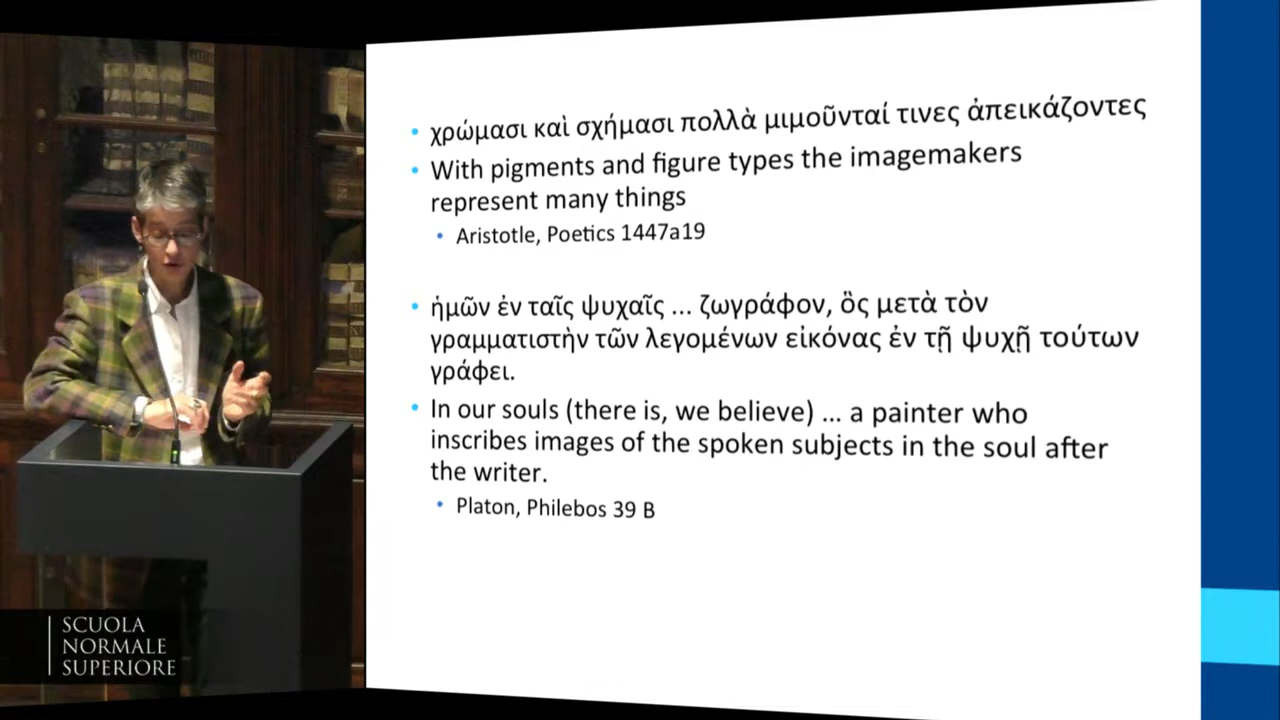 • χρώμασι καὶ σχήμασι πολλὰ μιμοῦνταί τινες ἀπεικάζοντες
• With pigments and figure types the imagemakers
represent many things
• Aristotle, Poetics 1447a19
• ἡμῶν ἐν ταῖς ψυχαῖς ... ζωγράφον, ὃς μετὰ τὸν
γραμματιστὴν τῶν λεγομένων εἰκόνας ἐν τῇ ψυχῇ τούτων
γράφει.
• In our souls (there is, we believe) ... a painter who
inscribes images of the spoken subjects in the soul after
the writer.
• Platon, Philebos 39 B
SCUOLA
NORMALE
SUPERIORE